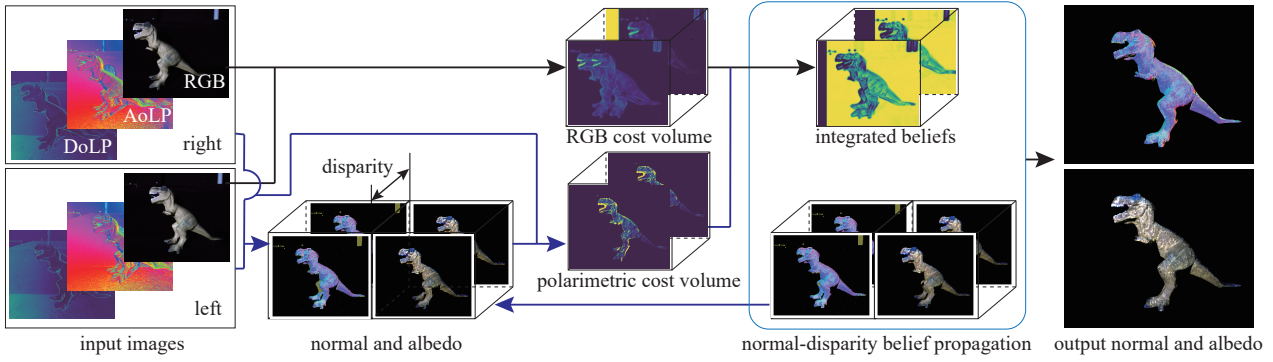 RGB
AoLP
DoLP
right
left
input images
disparity
normal and albedo
RGB cost volume
polarimetric cost volume
integrated beliefs
normal-disparity belief propagation
output normal and albedo